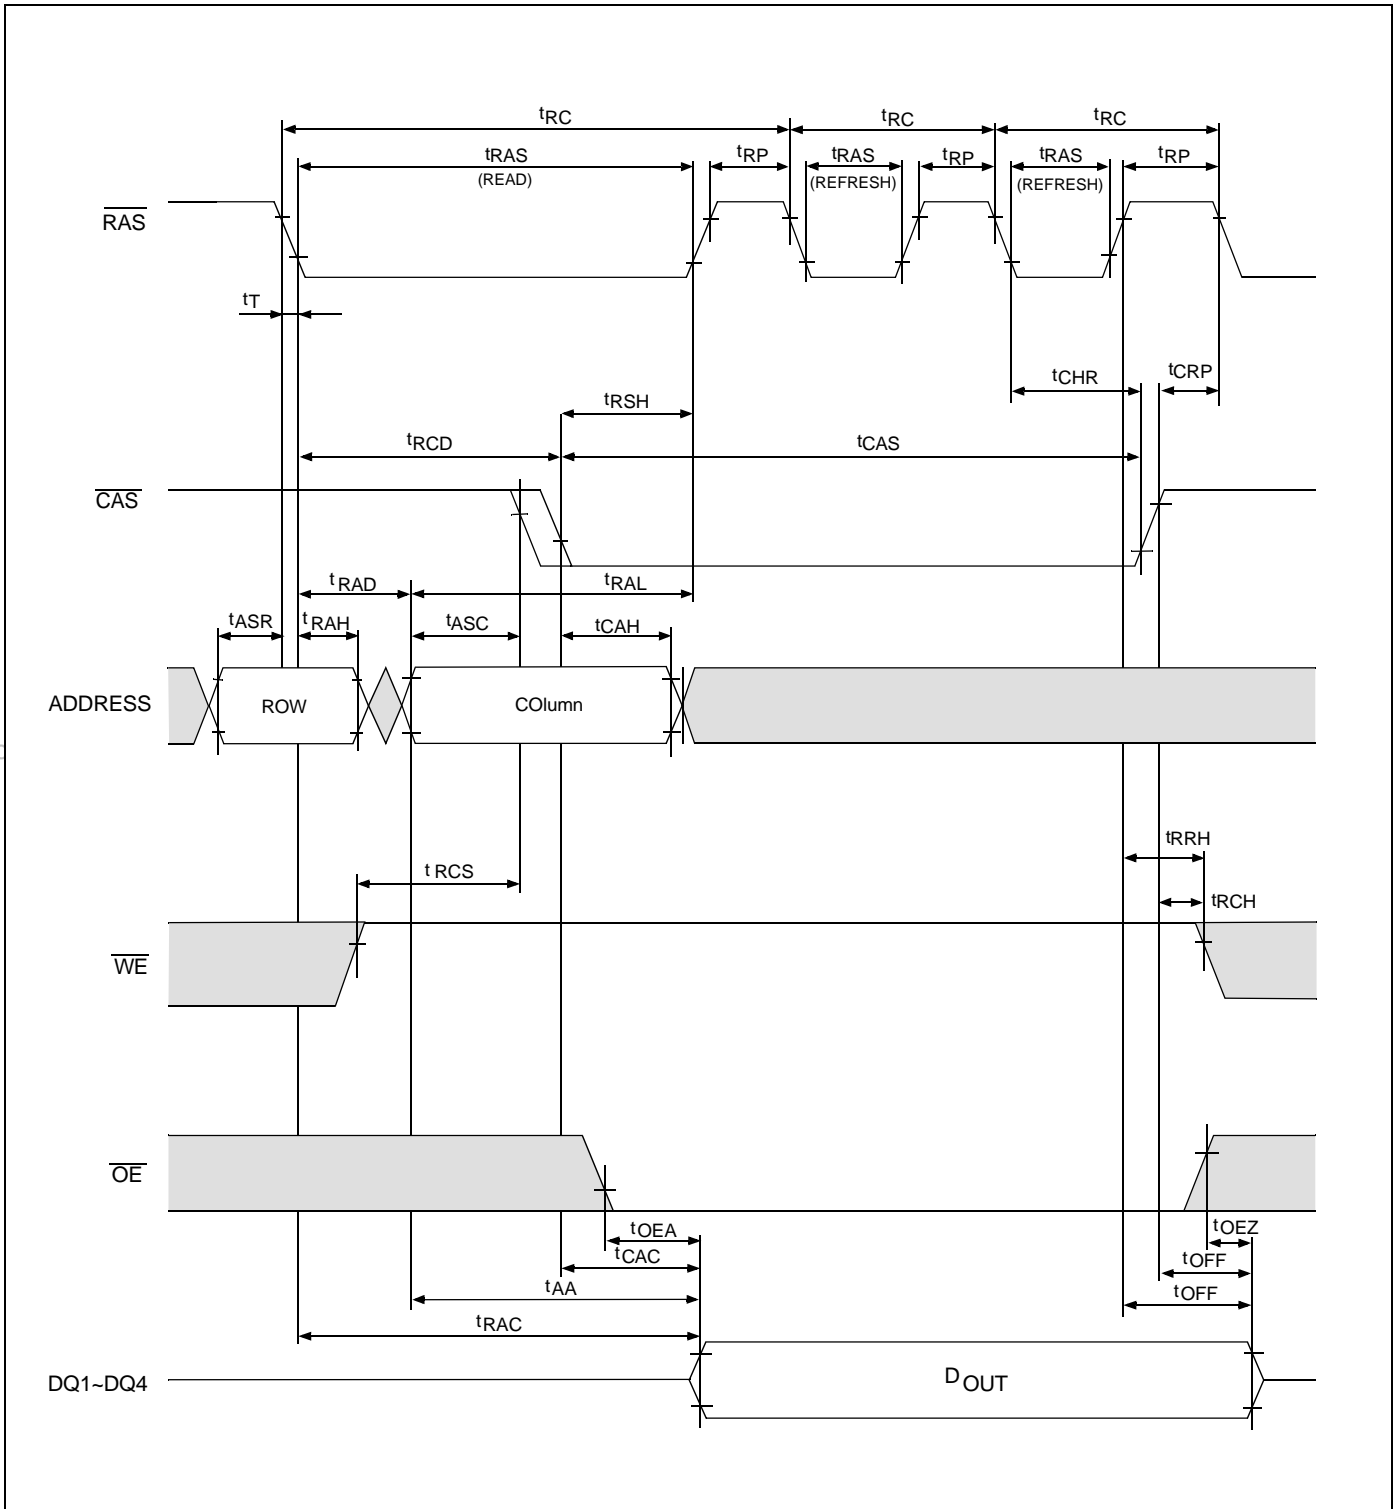 tRC tRC tRC
tRAS tRP tRAS tRP tRAS tRP
(READ) (REFRESH) (REFRESH)
RAS
tT
tCHR tCRP
tRSH
tRCD tCAS
CAS
tRAD tRAL
tASR tRAH tASC tCAH
ADDRESS ROW COlumn
tRRH
tRCS
tRCH
WE
OE
tOEA tOEZ
tCAC tOFF
tAA tOFF
tRAC
DQ1~DQ4 DOUT